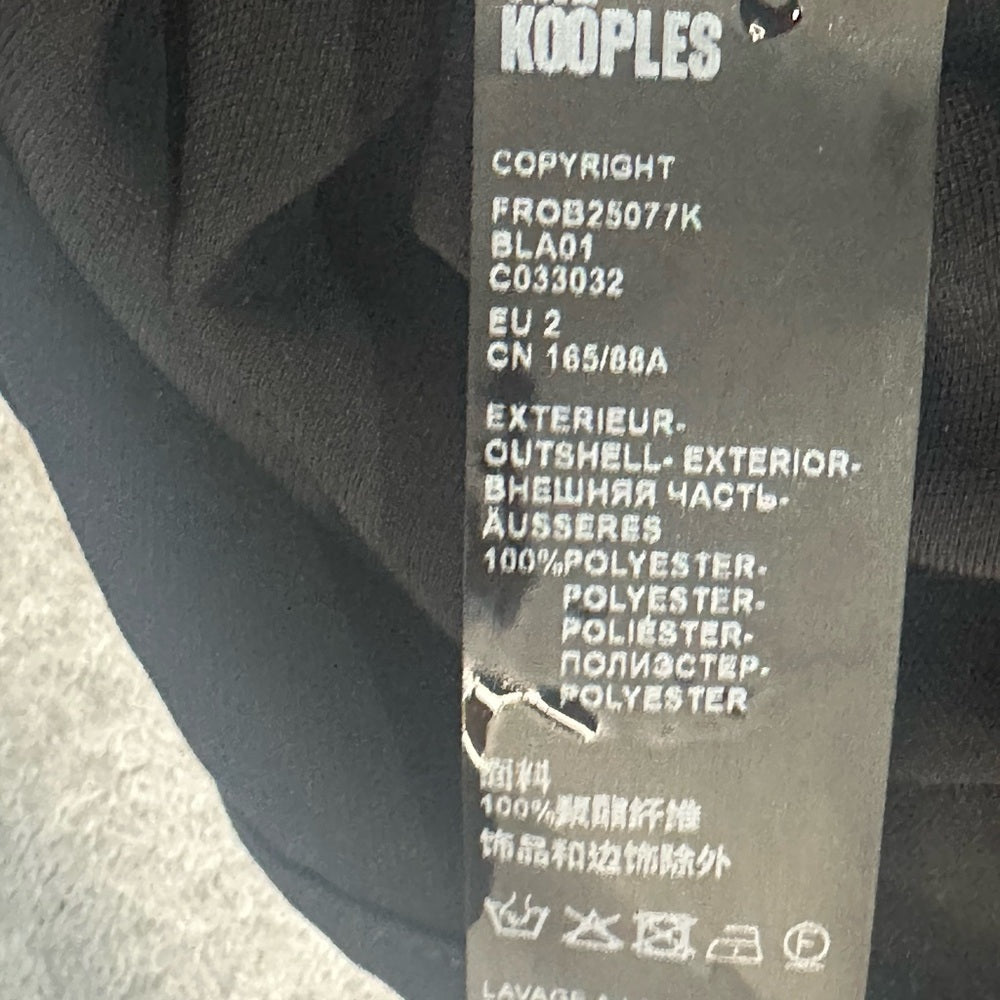 KOOPLES
COPYRIGHT
FROB25077K
BLA01
C033032
EU 2
CN 165/88A
EXTERIEUR-
OUTSHELL- EXTERIOR-
ВНЕШНЯЯ ЧАСТЬ-
ÄUSSERES
100%POLYESTER-
POLYESTER-
POLIÉSTER-
ПОЛИЭСТЕР-
POLYESTER
面料
100%聚酯纤维
饰品和边饰除外
F
LAVAGE